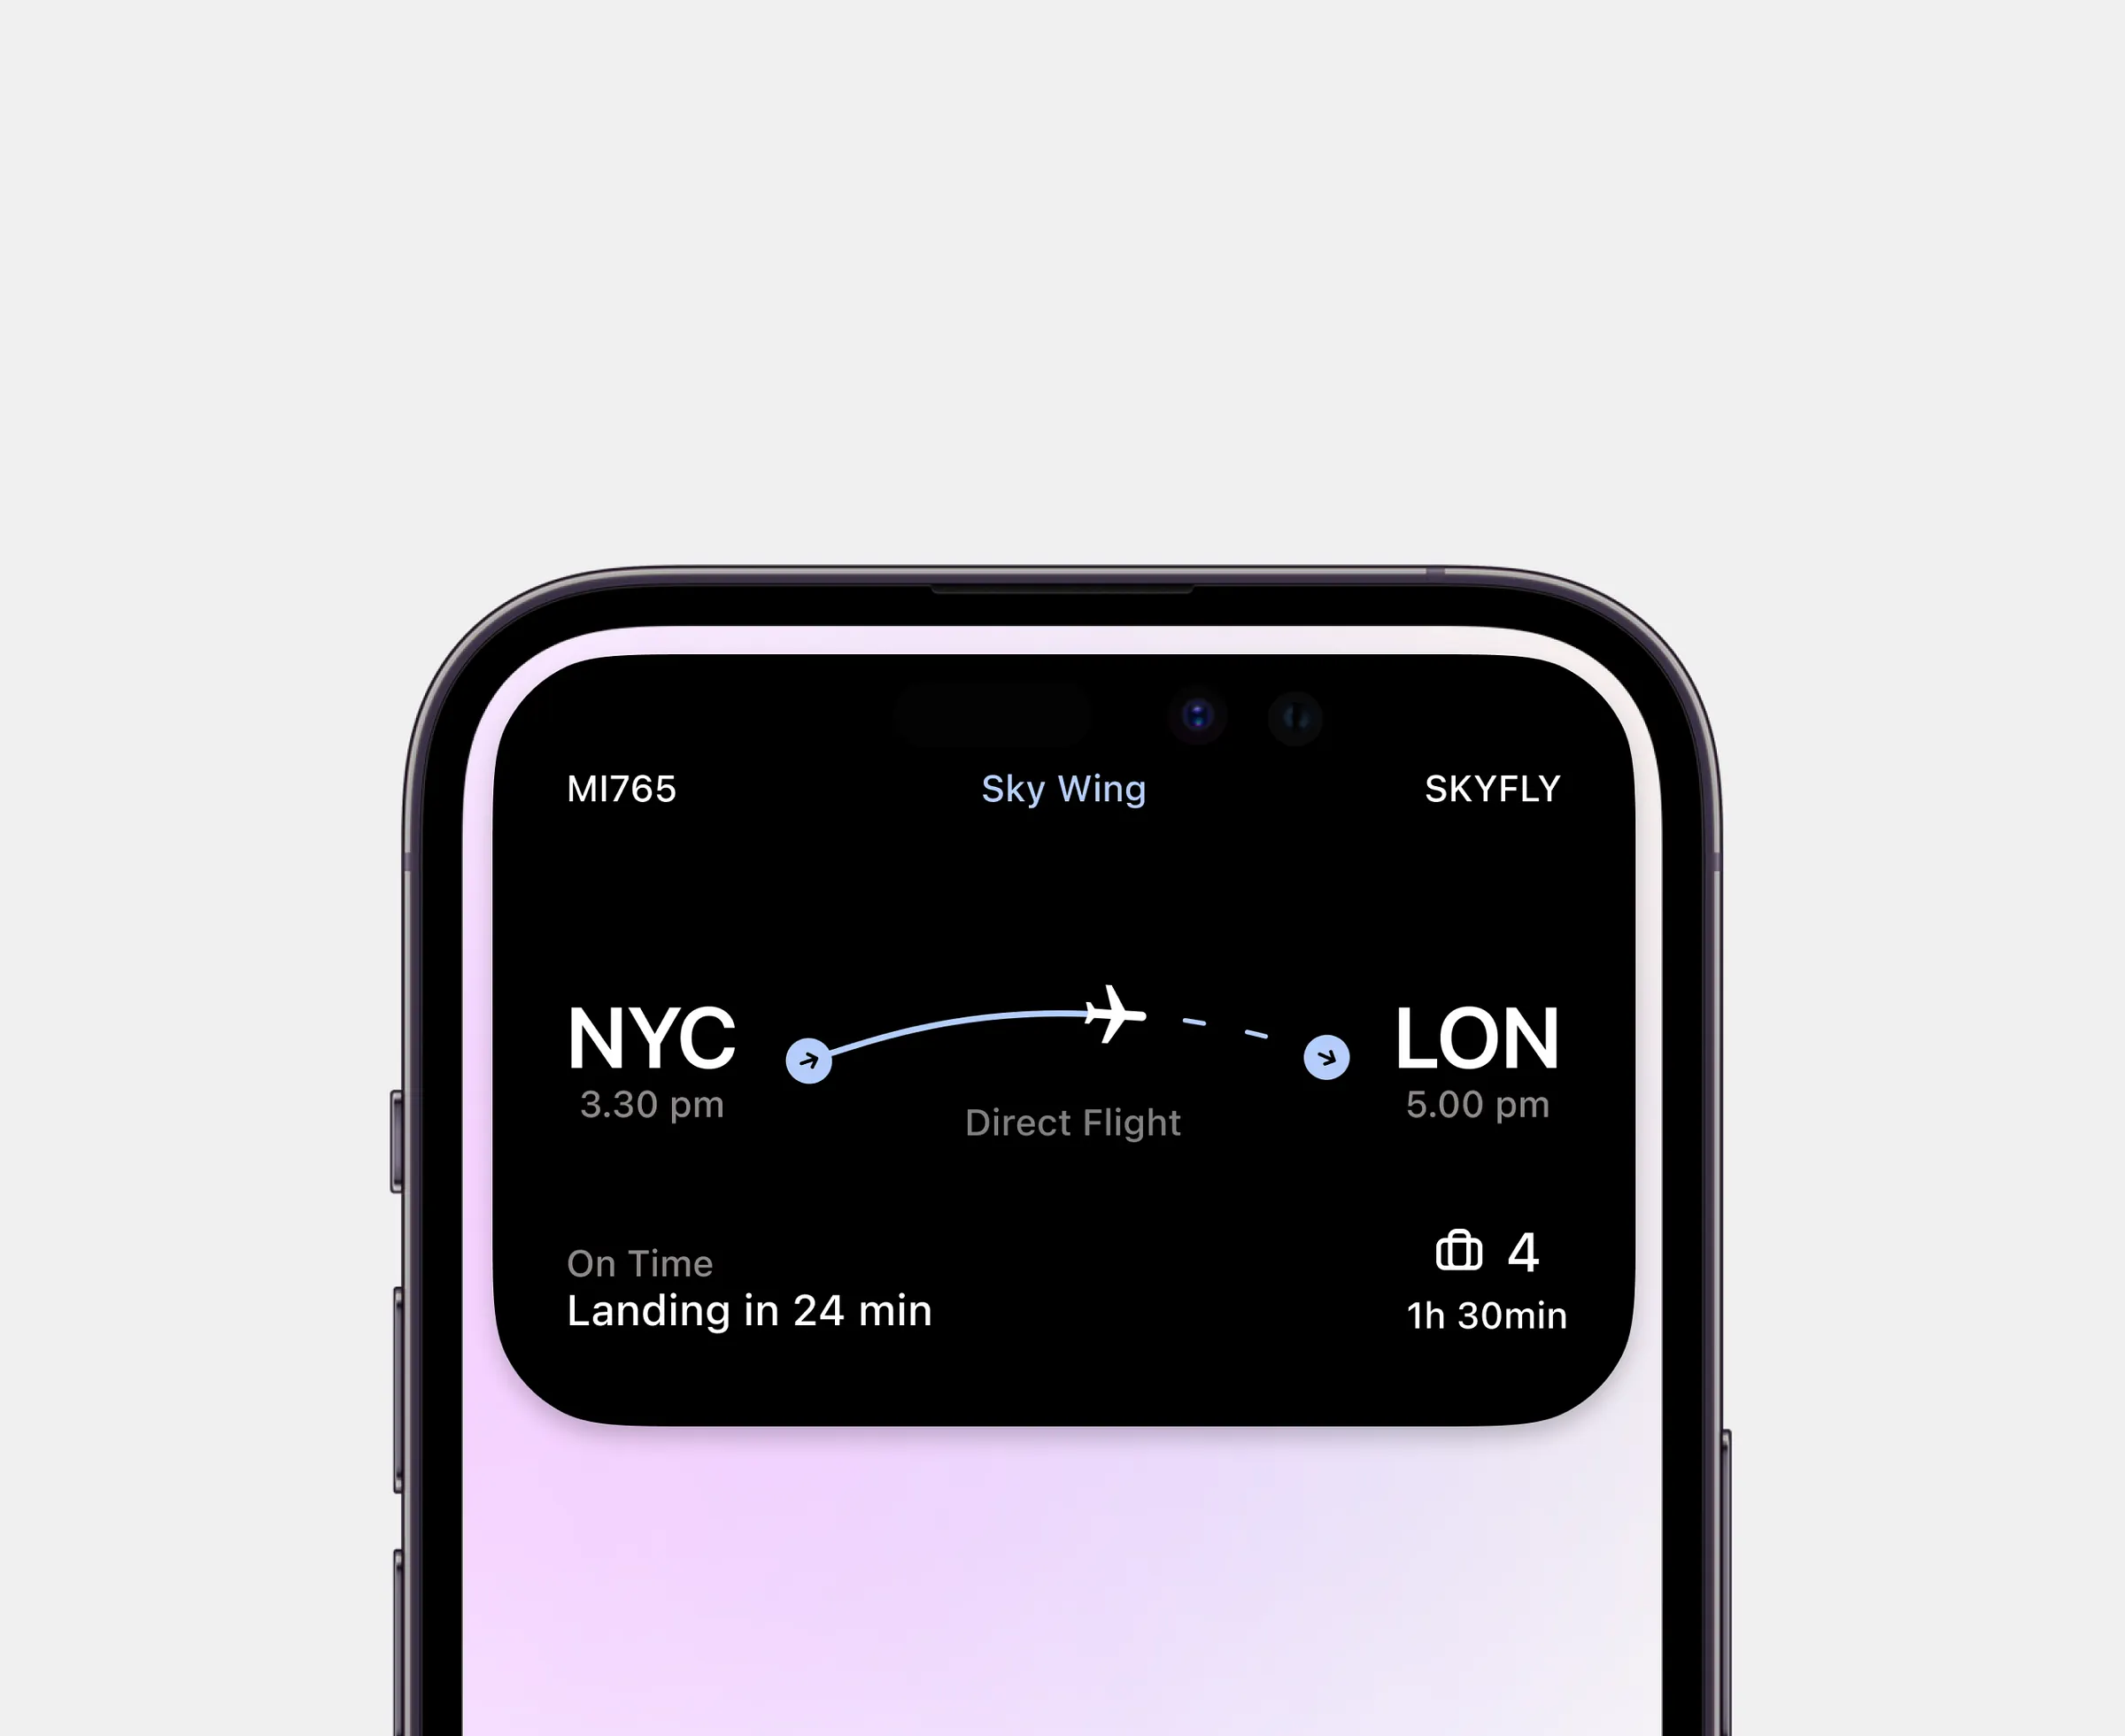 MI765 Sky Wing SKYFLY
NYC LON
3.30 pm 5.00 pm
Direct Flight
4
On Time
Landing in 24 min 1h 30min